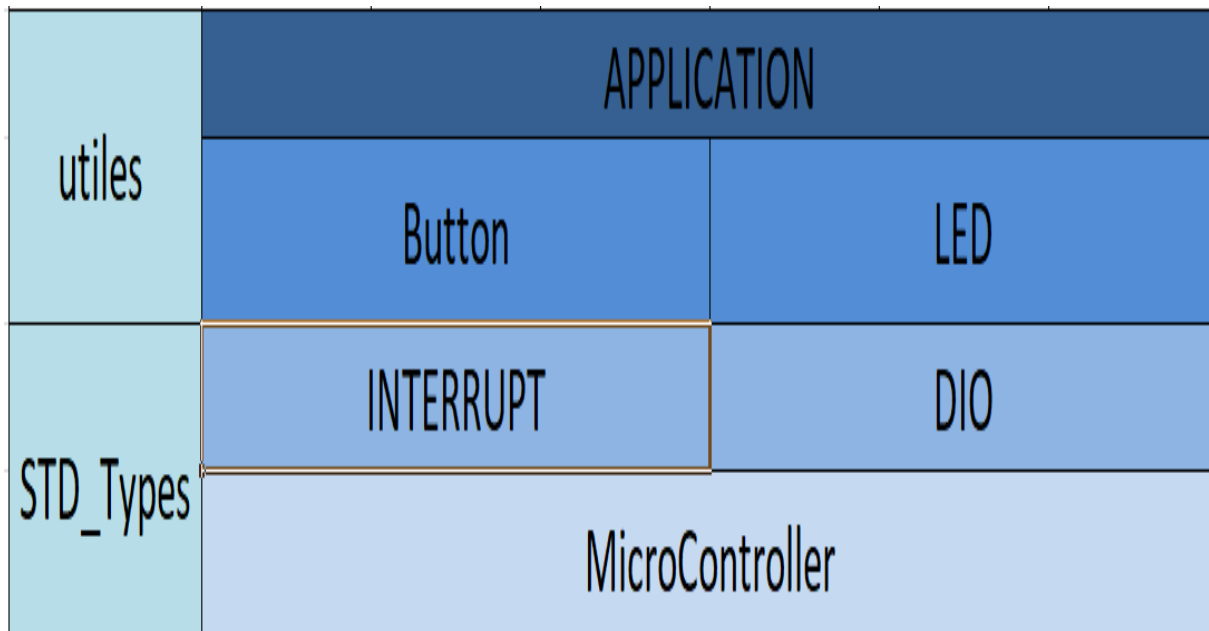 APPLICATION
utiles
Button
LED
INTERRUPT
DIO
STD_Types
MicroController